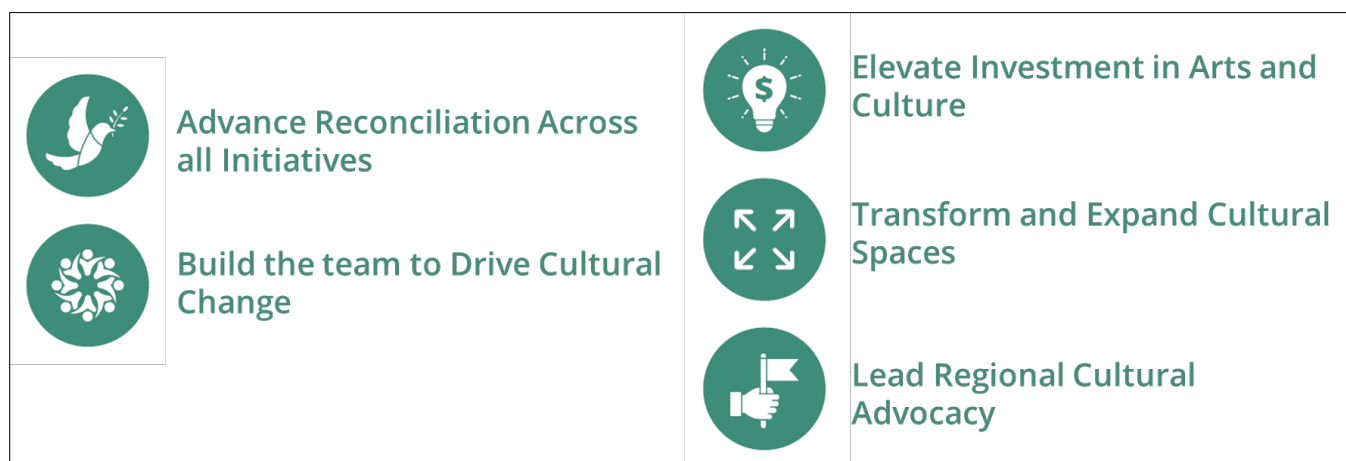 Advance Reconciliation Across
all Initiatives
Build the team to Drive Cultural
Change
$
Elevate Investment in Arts and
Culture
Transform and Expand Cultural
Spaces
Lead Regional Cultural
Advocacy